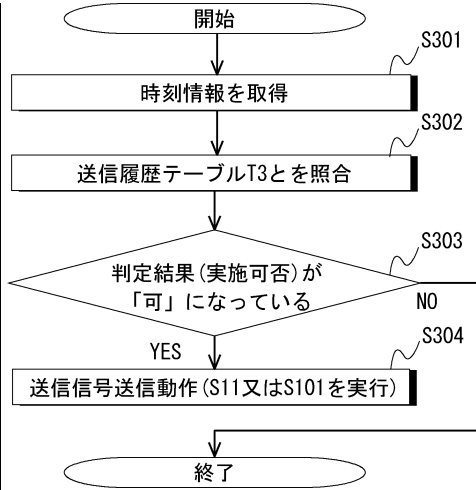 開始
S301
時刻情報を取得
S302
送信履歴テーブルT3とを照合
S303
判定結果(実施可否)が
「可」になっている
NO
YES
S304
送信信号送信動作(S11又はS101を実行)
終了